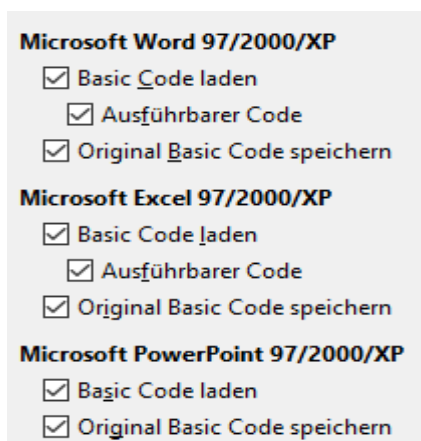 Microsoft Word 97/2000/XP
Basic Code laden
Ausführbarer Code
Original Basic Code speichern
Microsoft Excel 97/2000/XP
Basic Code laden
Ausführbarer Code
Original Basic Code speichern
Microsoft PowerPoint 97/2000/XP
Basic Code laden
Original Basic Code speichern